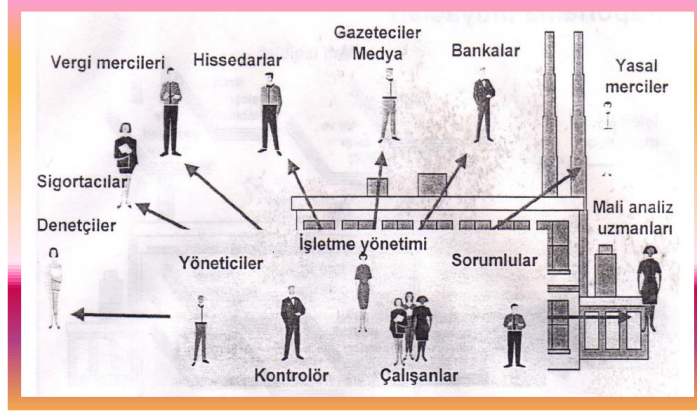 Gazeteciler
Medya
Bankalar
Vergi mercileri
Hissedarlar
Yasal
merciler
Sigortacılar
Denetçiler
Mali analiz
uzmanları
İşletme yönetimi
Yöneticiler
Sorumlular
Kontrolör
Çalışanlar